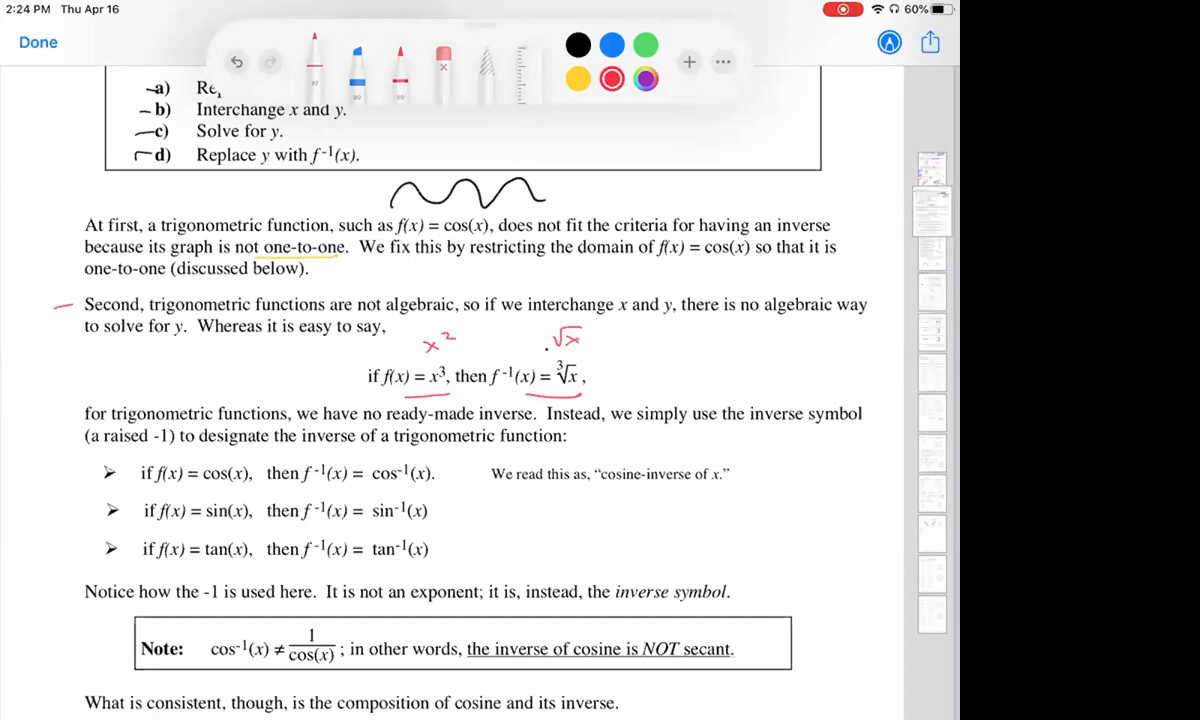 2:24 PM Thu Apr 16
60%
Done
a) Re
b) Interchange x and y.
c) Solve for y.
d) Replace y with f⁻¹(x).
At first, a trigonometric function, such as f(x) = cos(x), does not fit the criteria for having an inverse
because its graph is not one-to-one. We fix this by restricting the domain of f(x) = cos(x) so that it is
one-to-one (discussed below).
Second, trigonometric functions are not algebraic, so if we interchange x and y, there is no algebraic way
to solve for y. Whereas it is easy to say,
x² √x
if f(x) = x³, then f⁻¹(x) = ∛x,
for trigonometric functions, we have no ready-made inverse. Instead, we simply use the inverse symbol
(a raised -1) to designate the inverse of a trigonometric function:
➢ if f(x) = cos(x), then f⁻¹(x) = cos⁻¹(x). We read this as, “cosine-inverse of x.”
➢ if f(x) = sin(x), then f⁻¹(x) = sin⁻¹(x)
➢ if f(x) = tan(x), then f⁻¹(x) = tan⁻¹(x)
Notice how the -1 is used here. It is not an exponent; it is, instead, the inverse symbol.
Note: cos⁻¹(x) ≠ 1/cos(x) ; in other words, the inverse of cosine is NOT secant.
What is consistent, though, is the composition of cosine and its inverse.